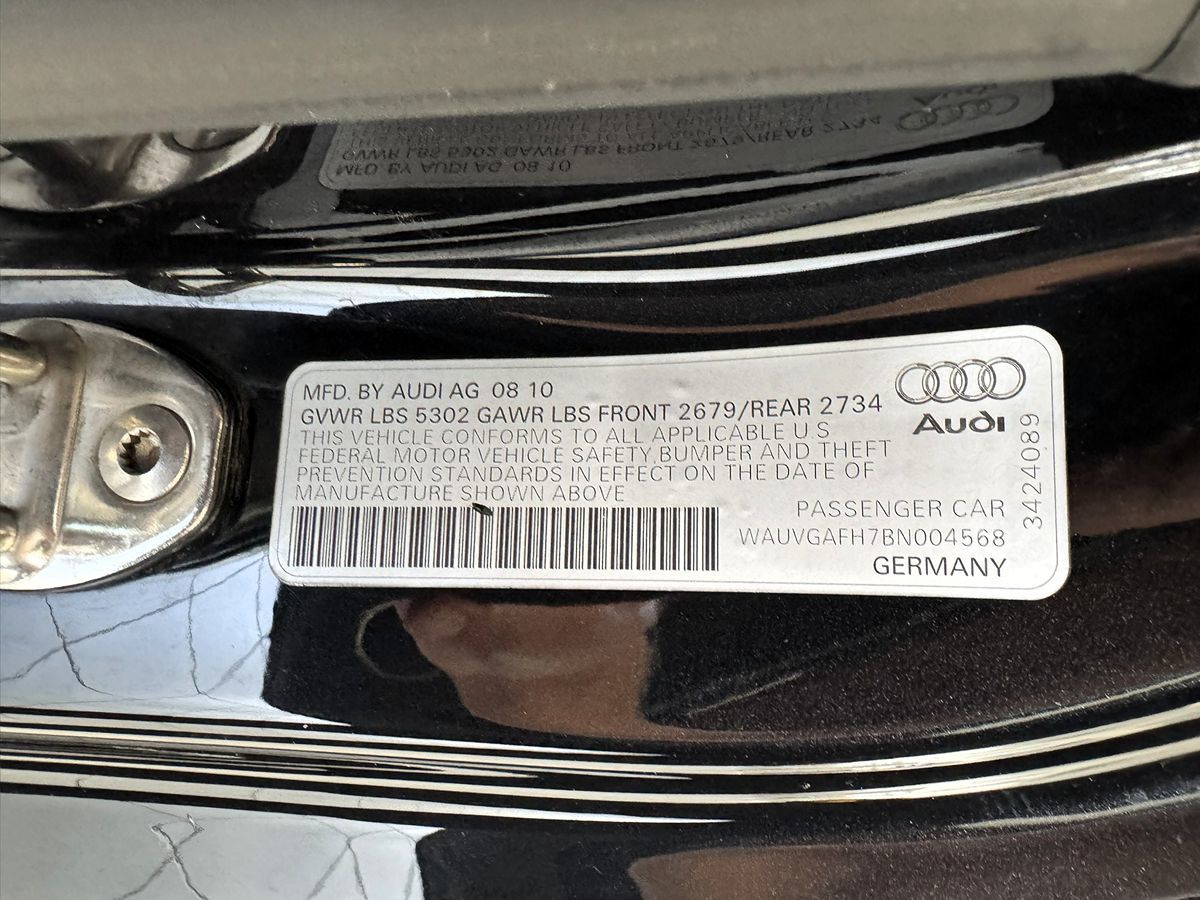 MFD. BY AUDI AG 08 10
GVWR LBS 5302 GAWR LBS FRONT 2679/REAR 2734
THIS VEHICLE CONFORMS TO ALL APPLICABLE U S
FEDERAL MOTOR VEHICLE SAFETY, BUMPER AND THEFT
PREVENTION STANDARDS IN EFFECT ON THE DATE OF
MANUFACTURE SHOWN ABOVE
Audi
PASSENGER CAR
WAUVGAFH7BN004568
GERMANY
3424089